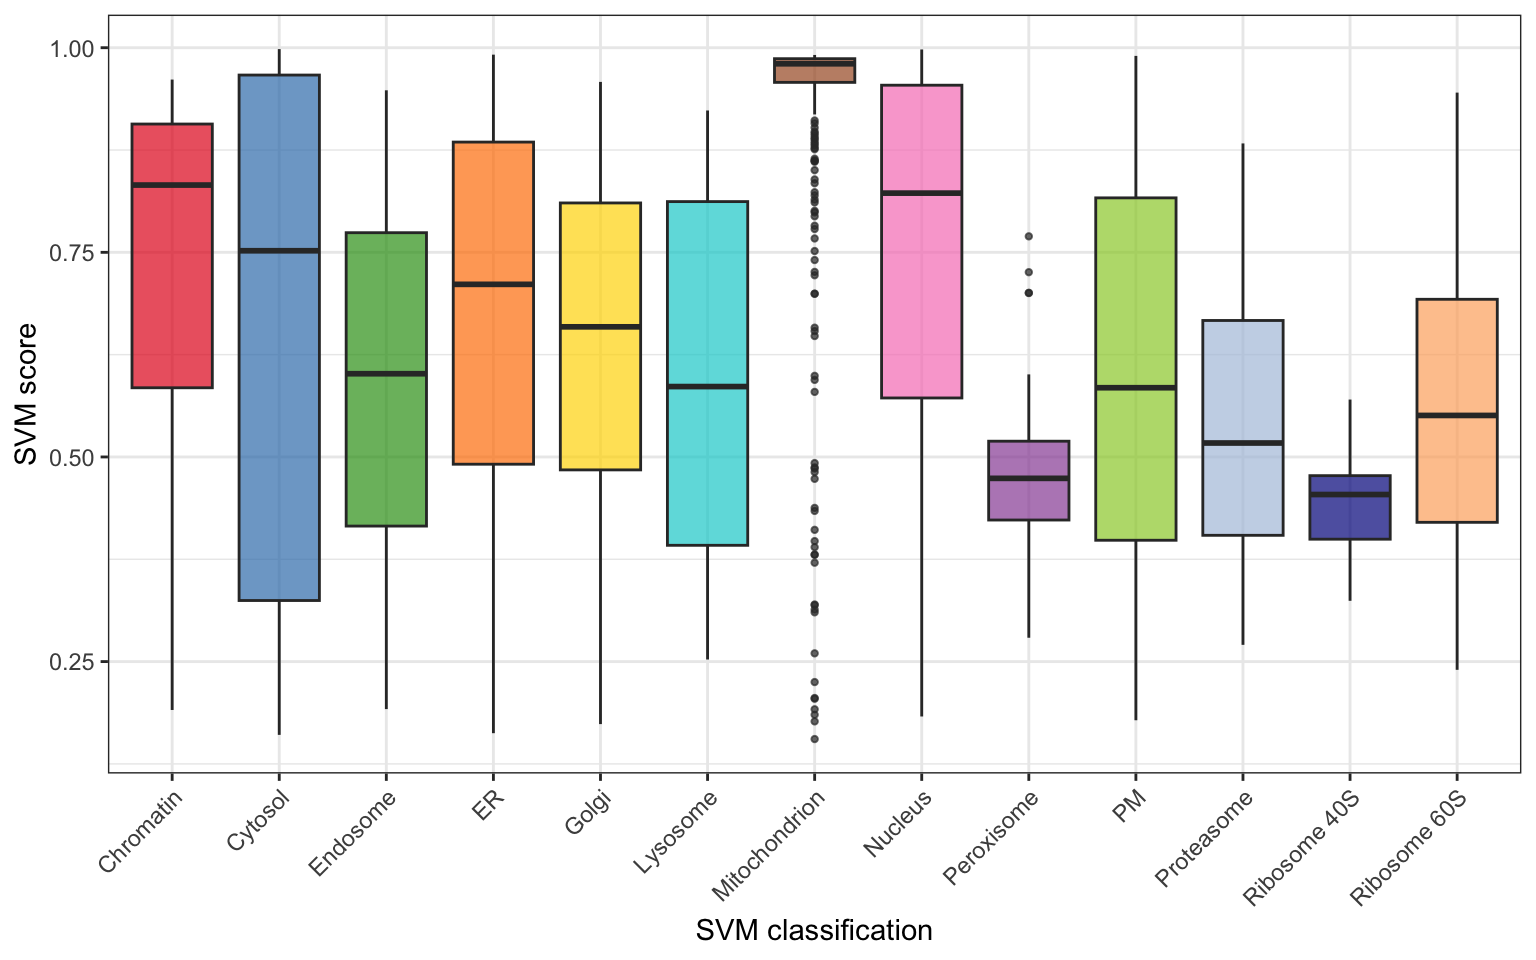 SVM score
1.00
0.75
0.50
0.25
Chromatin
Cytosol
Endosome
ER
Golgi
Lysosome
Mitochondrion
Nucleus
Peroxisome
PM
Proteasome
Ribosome 40S
Ribosome 60S
SVM classification